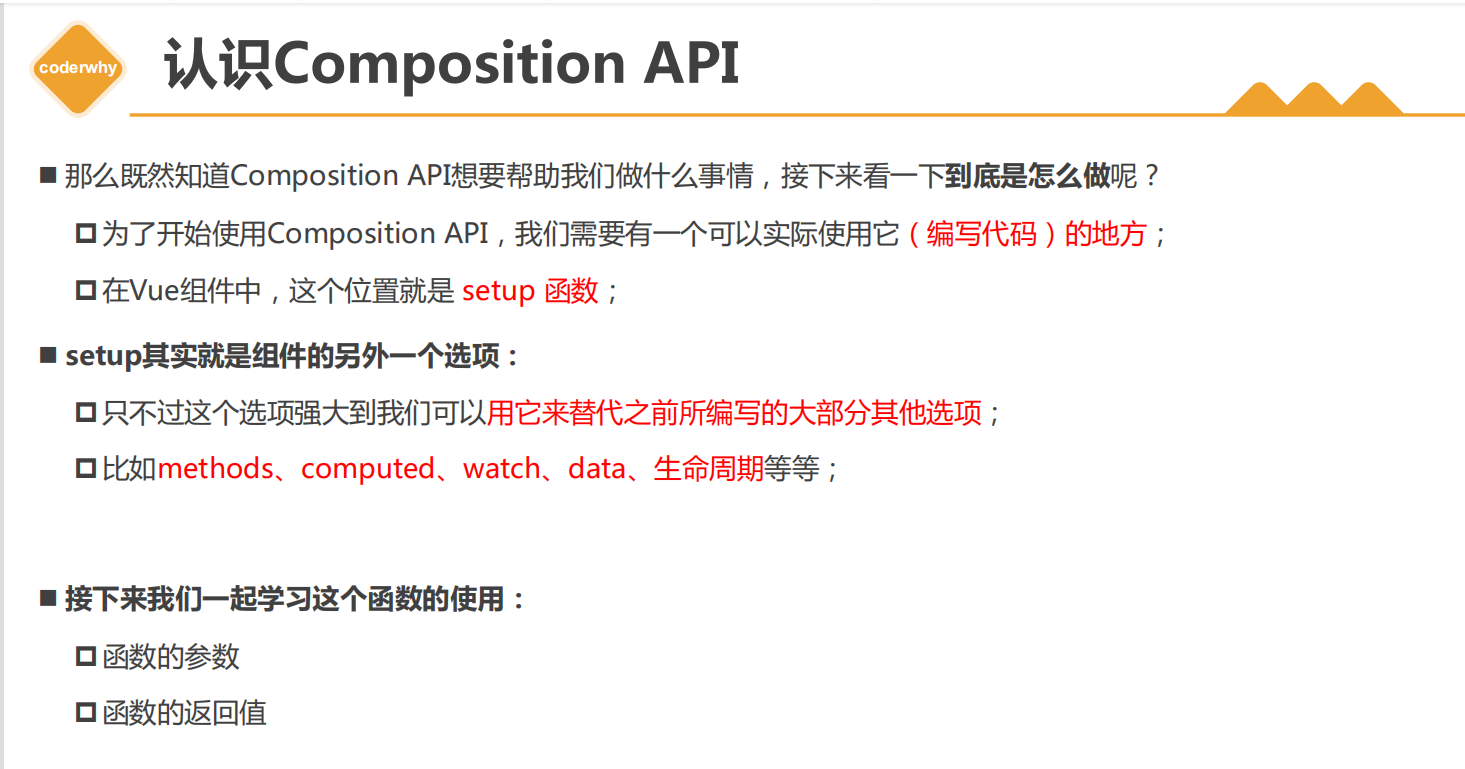 coderwhy
认识Composition API
那么既然知道Composition API想要帮助我们做什么事情，接下来看一下到底是怎么做呢？
为了开始使用Composition API，我们需要有一个可以实际使用它（编写代码）的地方；
在Vue组件中，这个位置就是 setup 函数；
setup其实就是组件的另外一个选项：
只不过这个选项强大到我们可以用它来替代之前所编写的大部分其他选项；
比如methods、computed、watch、data、生命周期等等；
接下来我们一起学习这个函数的使用：
函数的参数
函数的返回值